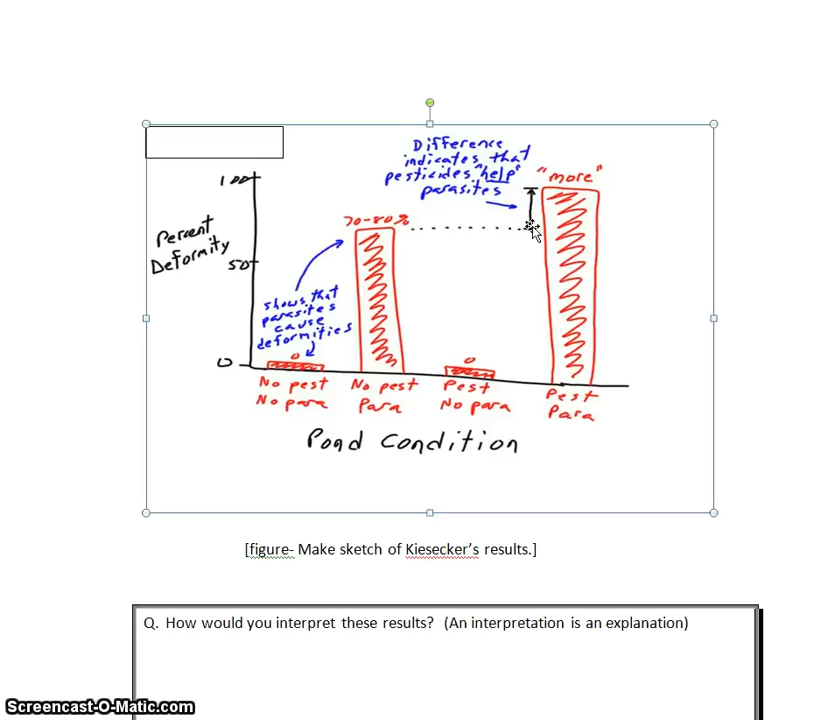 Difference
indicates that
pesticides "help"
parasites
"more"
100
70-80%
Percent
Deformity
50
shows that
parasites
cause
deformities
0
0
0
No pest
No para
No pest
Para
Pest
No para
Pest
Para
Pond Condition
[figure- Make sketch of Kiesecker's results.]
Q. How would you interpret these results? (An interpretation is an explanation)
Screencast-O-Matic.com